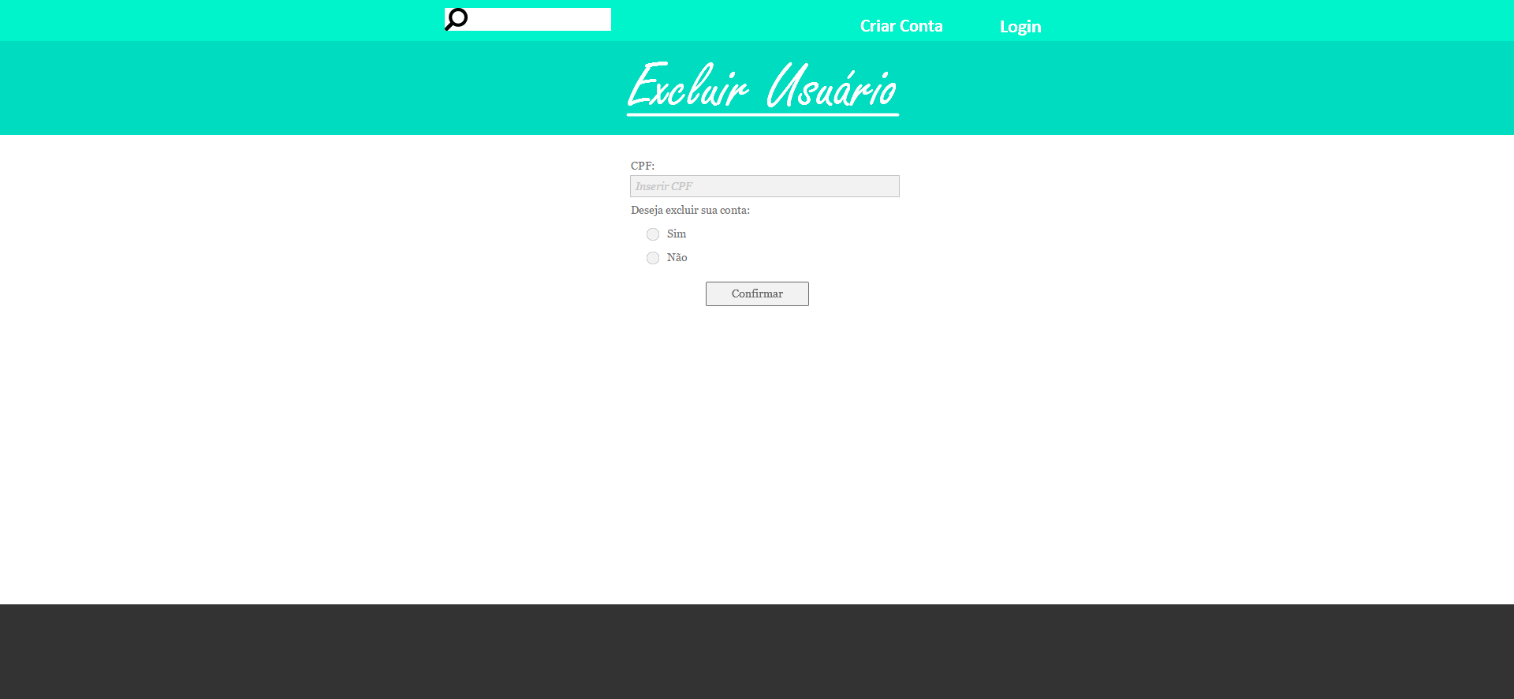 Criar Conta Login
Excluir Usuário
CPF:
Inserir CPF
Deseja excluir sua conta:
Sim
Não
Confirmar